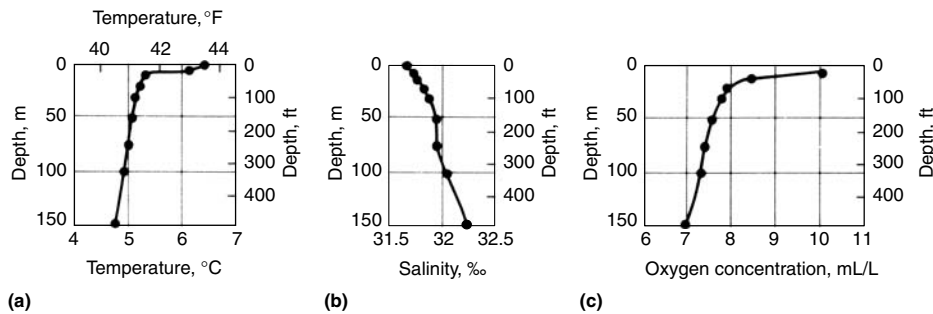 Temperature, °F
40 42 44
0 0
50 100
200
100 300
400
150
4 5 6 7
Temperature, °C
Depth, m
Depth, ft
(a)
0 0
50 100
200
100 300
400
150
31.5 32 32.5
Salinity, ‰
Depth, m
Depth, ft
(b)
0 0
50 100
200
100 300
400
150
6 7 8 9 10 11
Oxygen concentration, mL/L
Depth, m
Depth, ft
(c)